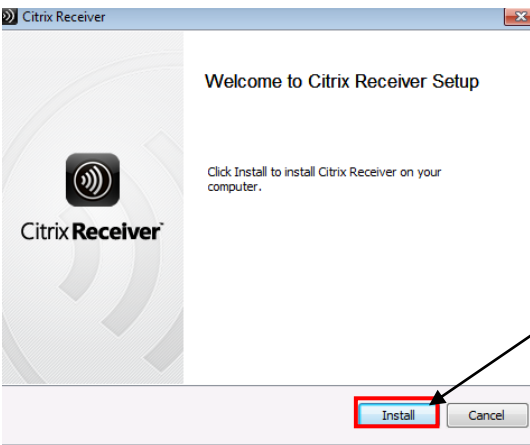 Citrix Receiver
Welcome to Citrix Receiver Setup
Click Install to install Citrix Receiver on your
computer.
Citrix Receiver™
Install
Cancel